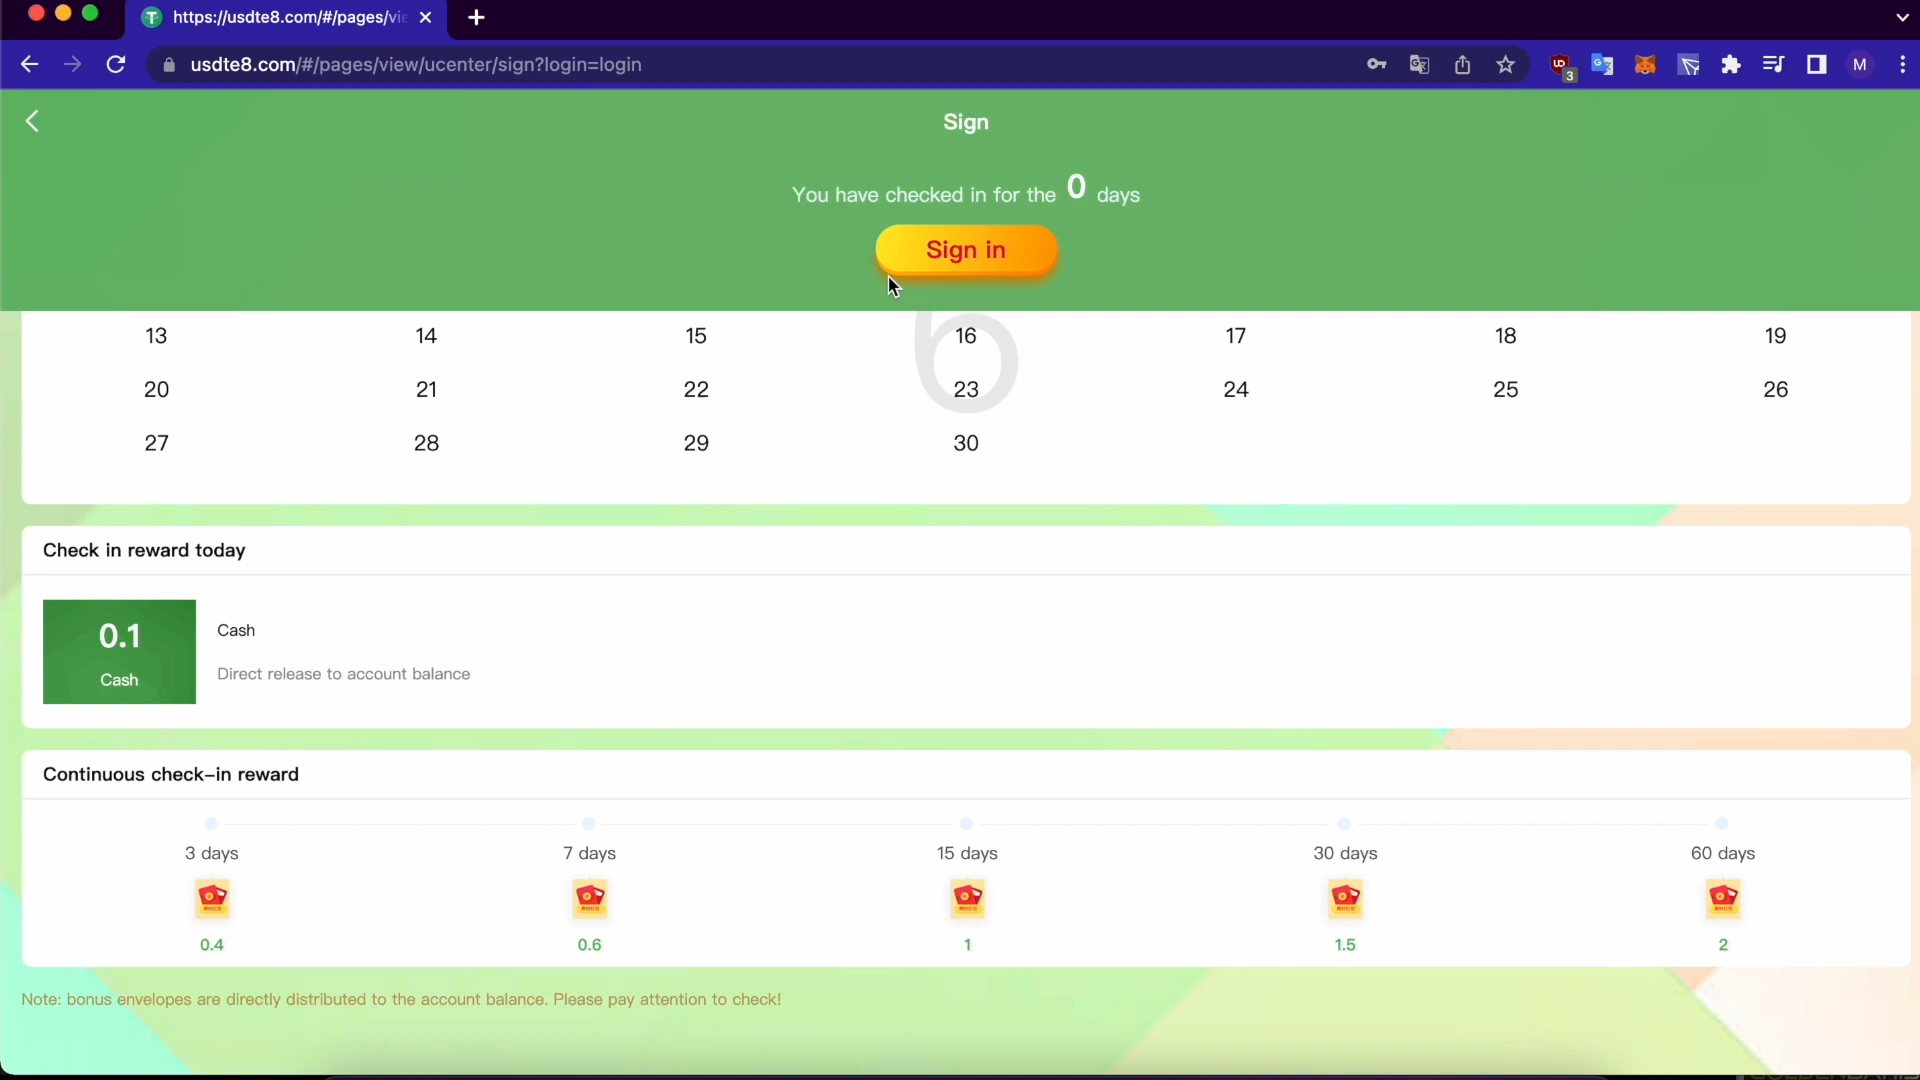 https://usdte8.com/#/pages/vie
usdte8.com/#/pages/view/ucenter/sign?login=login
3
M
Sign
You have checked in for the 0 days
Sign in
6
13 14 15 16 17 18 19
20 21 22 23 24 25 26
27 28 29 30
Check in reward today
0.1
Cash
Cash
Direct release to account balance
Continuous check-in reward
3 days 7 days 15 days 30 days 60 days
0.4 0.6 1 1.5 2
Note: bonus envelopes are directly distributed to the account balance. Please pay attention to check!